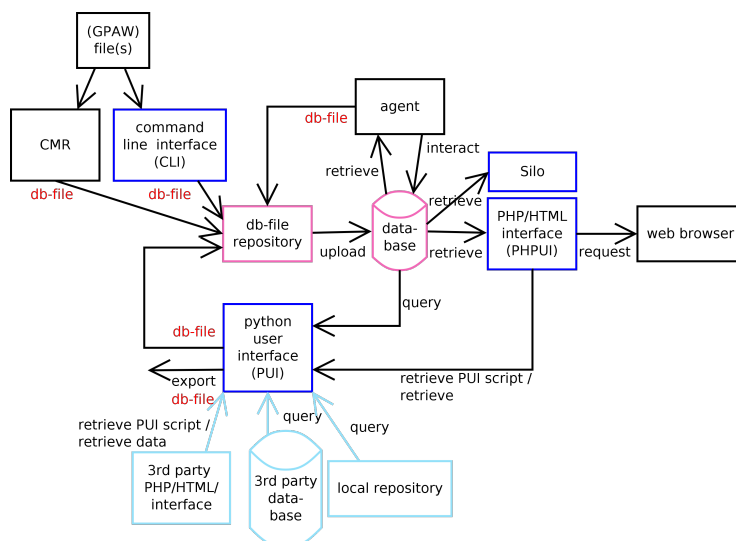 (GPAW)
file(s)
agent
db-file
CMR
command
line interface
(CLI)
interact
retrieve
Silo
db-file
db-file
retrieve
db-file
repository
data-
base
PHP/HTML
interface
(PHPUI)
web browser
upload
retrieve
request
query
python
user
interface
(PUI)
db-file
export
db-file
retrieve PUI script /
retrieve
retrieve PUI script /
retrieve data
query
query
3rd party
PHP/HTML/
interface
3rd party
data-
base
local repository